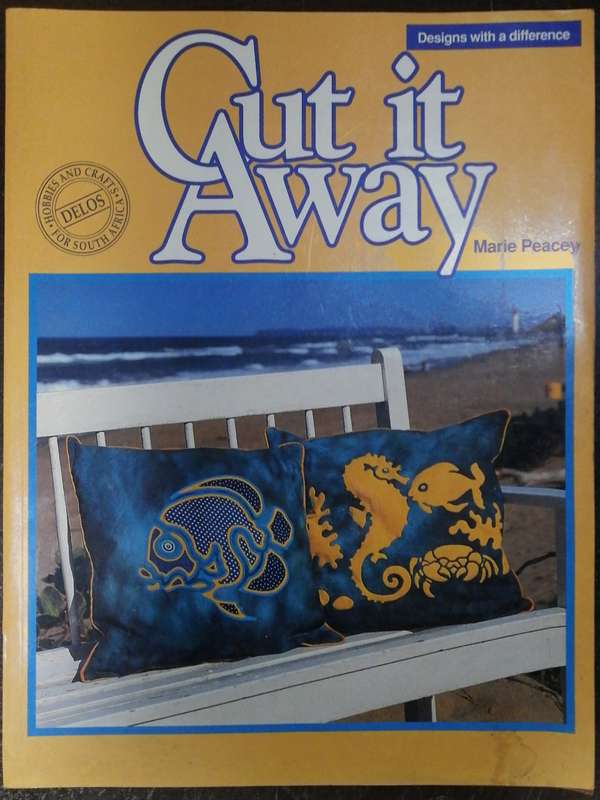 Designs with a difference
Cut it
Away
HOBBIES AND CRAFTS
DELOS
• FOR SOUTH AFRICA •
Marie Peacey